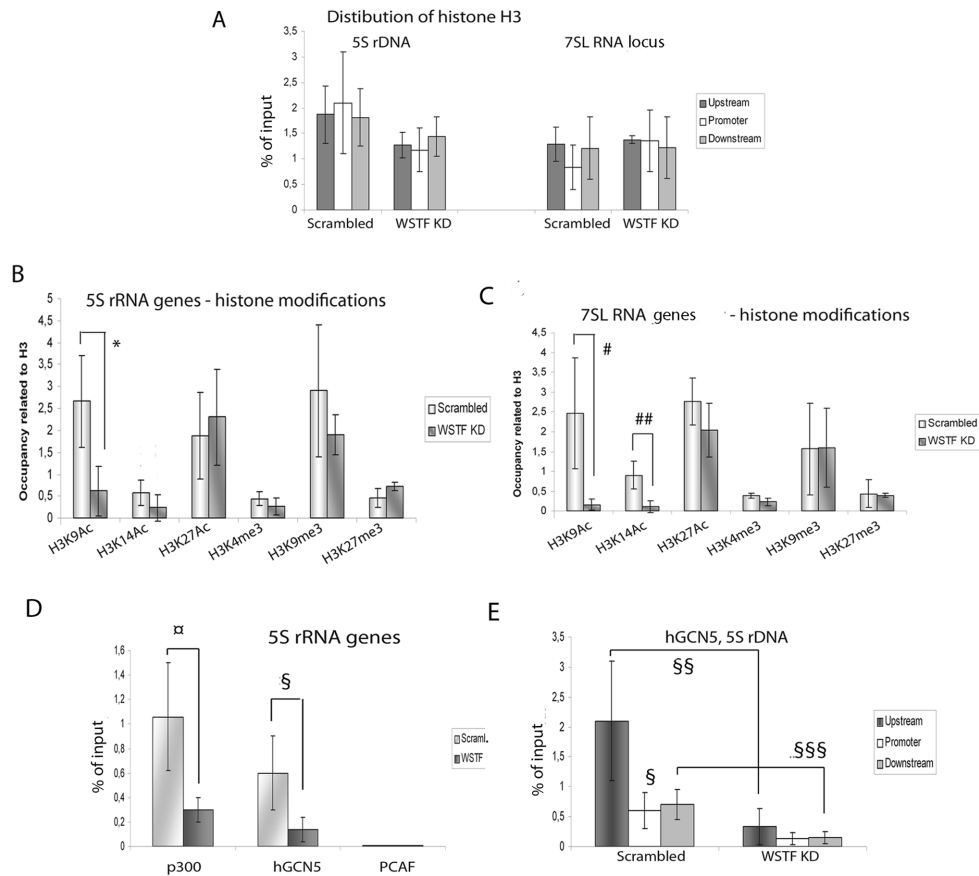 A
Distibution of histone H3
5S rDNA
7SL RNA locus
% of input
3,5
3
2,5
2
1,5
1
0,5
0
Scrambled
WSTF KD
Scrambled
WSTF KD
Upstream
Promoter
Downstream
B
5S rRNA genes - histone modifications
Occupancy related to H3
5
4,5
4
3,5
3
2,5
2
1,5
1
0,5
0
*
H3K9Ac
H3K14Ac
H3K27Ac
H3K4me3
H3K9me3
H3K27me3
Scrambled
WSTF KD
C
7SL RNA genes - histone modifications
Occupancy related to H3
4,5
4
3,5
3
2,5
2
1,5
1
0,5
0
#
##
H3K9Ac
H3K14Ac
H3K27Ac
H3K4me3
H3K9me3
H3K27me3
Scrambled
WSTF KD
D
5S rRNA genes
% of input
1,6
1,4
1,2
1
0,8
0,6
0,4
0,2
0
¤
§
p300
hGCN5
PCAF
Scraml.
WSTF
E
hGCN5, 5S rDNA
% of input
3,5
3
2,5
2
1,5
1
0,5
0
§§
§
§§§
Scrambled
WSTF KD
Upstream
Promoter
Downstream